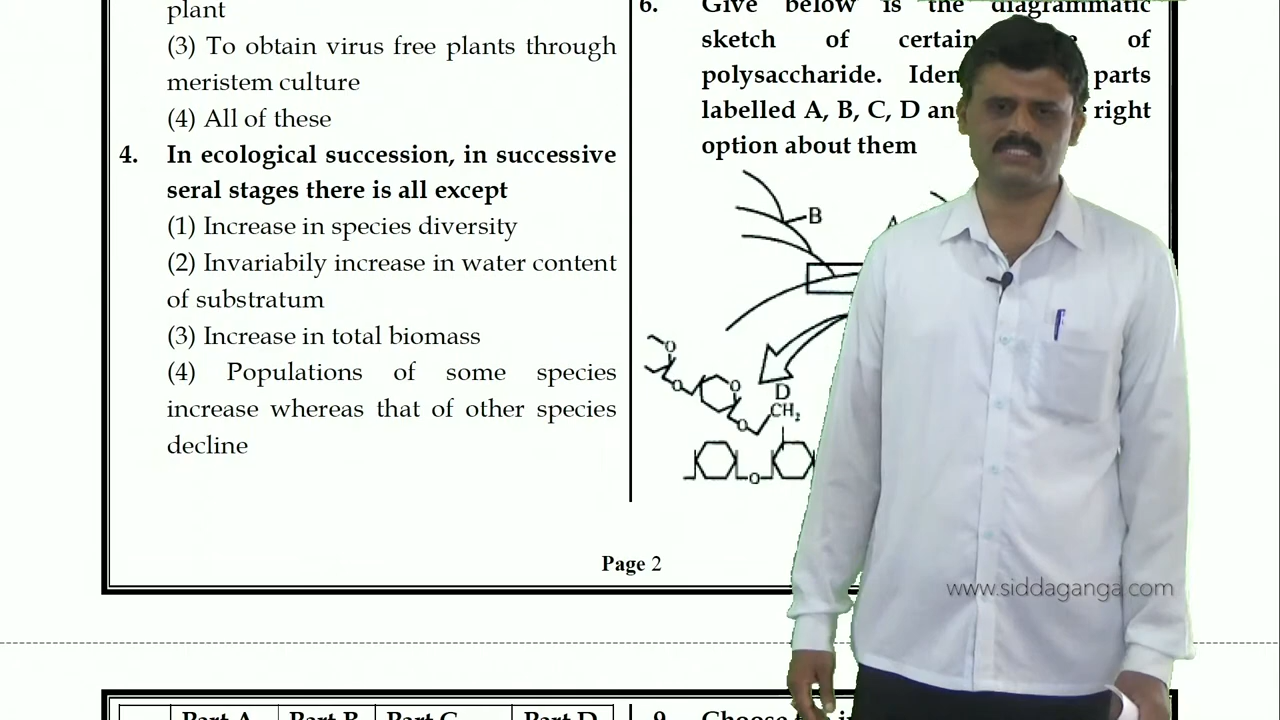 plant
(3) To obtain virus free plants through
meristem culture
(4) All of these
4. In ecological succession, in successive
seral stages there is all except
(1) Increase in species diversity
(2) Invariabily increase in water content
of substratum
(3) Increase in total biomass
(4) Populations of some species
increase whereas that of other species
decline
6. Give below is the diagrammatic
sketch of certain of
polysaccharide. parts
labelled A, B, C, D right
option about them
B
A
O
O
O
D
O
CH2
O
Page 2
www.siddaganga.com
Part A Part B Part C Part D
9. Choose